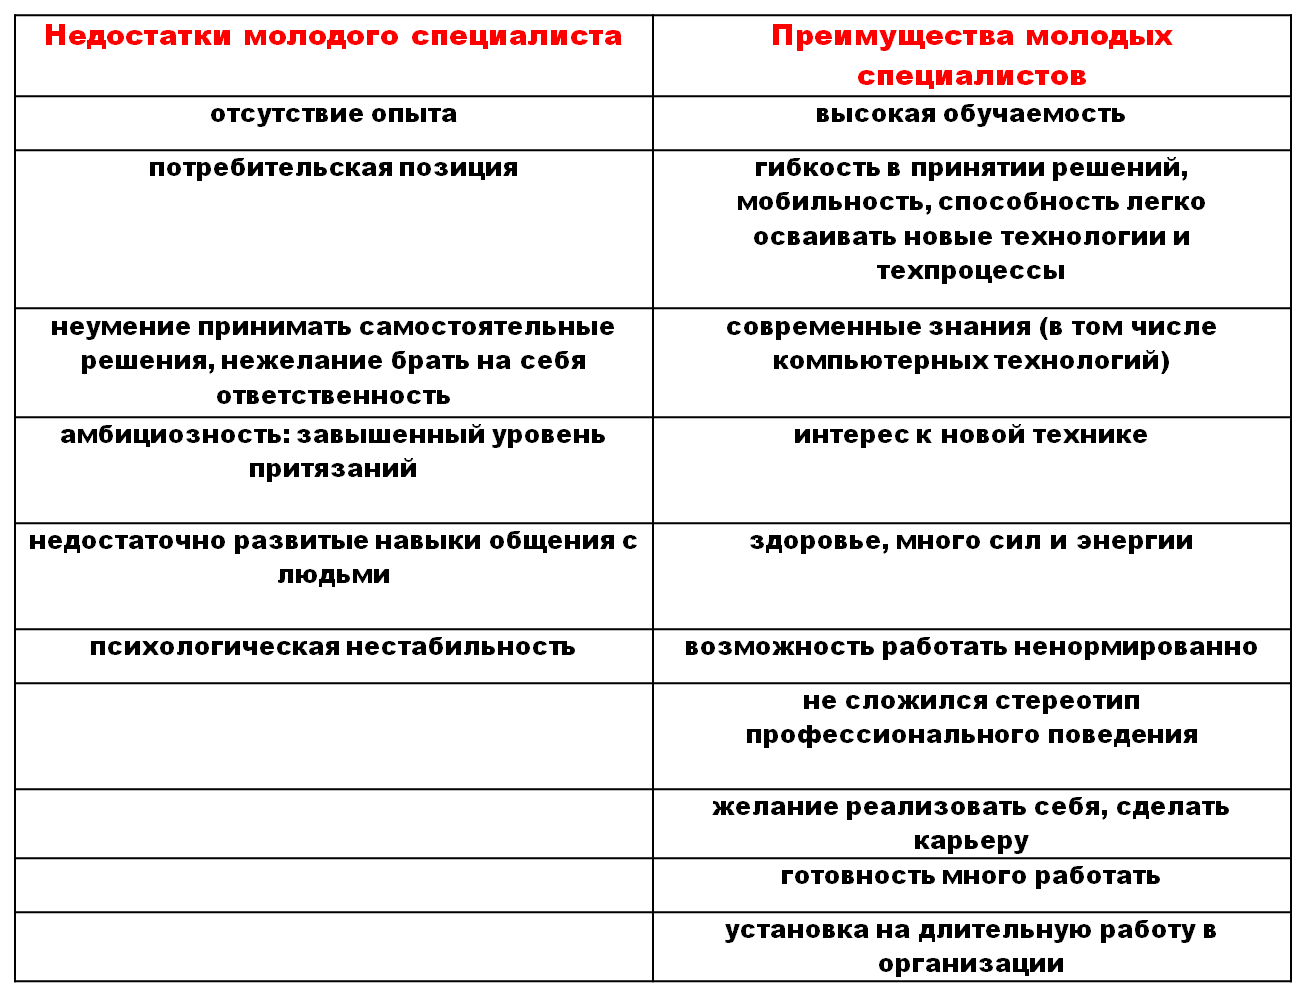 Недостатки молодого специалиста
Преимущества молодых
специалистов
отсутствие опыта
высокая обучаемость
потребительская позиция
гибкость в принятии решений,
мобильность, способность легко
осваивать новые технологии и
техпроцессы
неумение принимать самостоятельные
решения, нежелание брать на себя
ответственность
современные знания (в том числе
компьютерных технологий)
амбициозность: завышенный уровень
притязаний
интерес к новой технике
недостаточно развитые навыки общения с
людьми
здоровье, много сил и энергии
психологическая нестабильность
возможность работать ненормированно
не сложился стереотип
профессионального поведения
желание реализовать себя, сделать
карьеру
готовность много работать
установка на длительную работу в
организации